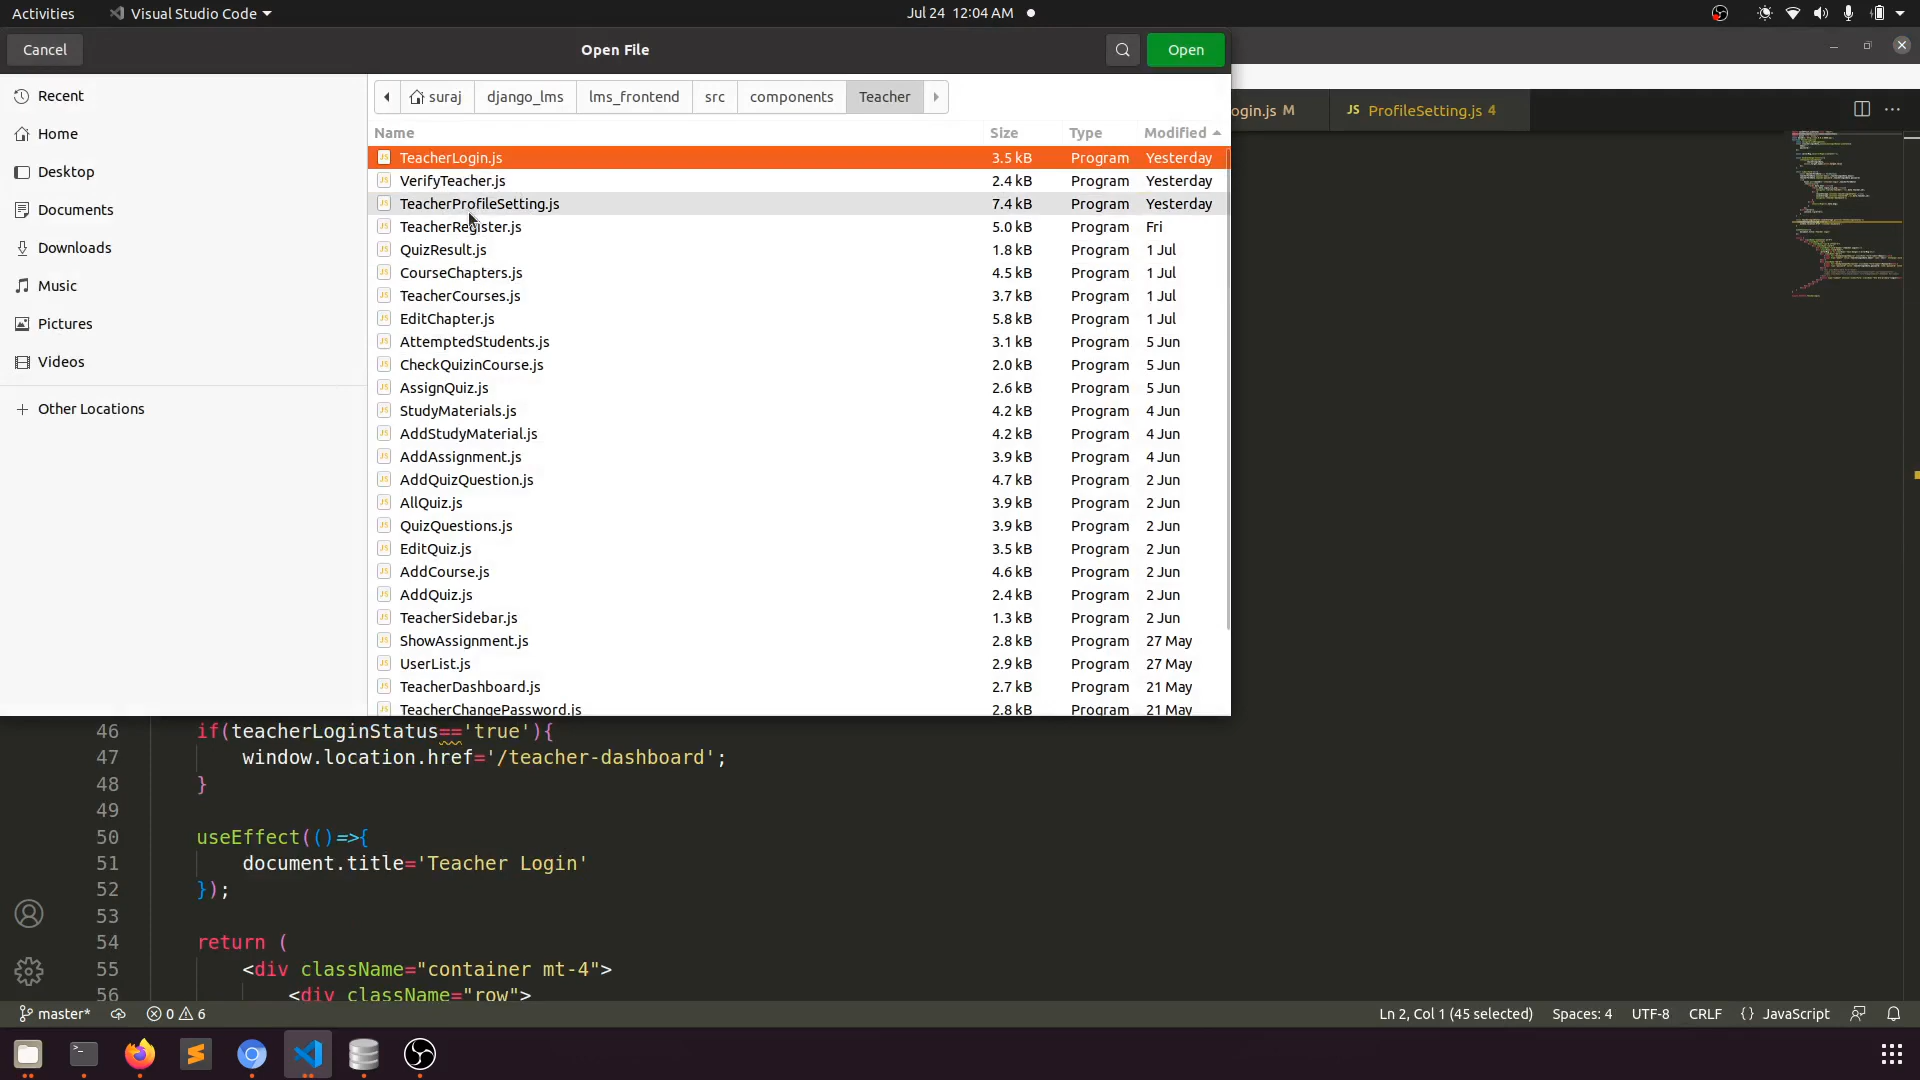 Activities Visual Studio Code Jul 24 12:04 AM
Cancel Open File Open
Recent
Home
Desktop
Documents
Downloads
Music
Pictures
Videos
Other Locations
suraj django_lms lms_frontend src components Teacher
Name Size Type Modified
TeacherLogin.js 3.5 kB Program Yesterday
VerifyTeacher.js 2.4 kB Program Yesterday
TeacherProfileSetting.js 7.4 kB Program Yesterday
TeacherRegister.js 5.0 kB Program Fri
QuizResult.js 1.8 kB Program 1 Jul
CourseChapters.js 4.5 kB Program 1 Jul
TeacherCourses.js 3.7 kB Program 1 Jul
EditChapter.js 5.8 kB Program 1 Jul
AttemptedStudents.js 3.1 kB Program 5 Jun
CheckQuizinCourse.js 2.0 kB Program 5 Jun
AssignQuiz.js 2.6 kB Program 5 Jun
StudyMaterials.js 4.2 kB Program 4 Jun
AddStudyMaterial.js 4.2 kB Program 4 Jun
AddAssignment.js 3.9 kB Program 4 Jun
AddQuizQuestion.js 4.7 kB Program 2 Jun
AllQuiz.js 3.9 kB Program 2 Jun
QuizQuestions.js 3.9 kB Program 2 Jun
EditQuiz.js 3.5 kB Program 2 Jun
AddCourse.js 4.6 kB Program 2 Jun
AddQuiz.js 2.4 kB Program 2 Jun
TeacherSidebar.js 1.3 kB Program 2 Jun
ShowAssignment.js 2.8 kB Program 27 May
UserList.js 2.9 kB Program 27 May
TeacherDashboard.js 2.7 kB Program 21 May
TeacherChangePassword.js 2.8 kB Program 21 May
ogin.js M JS ProfileSetting.js 4
46 if(teacherLoginStatus=='true'){
47 window.location.href='/teacher-dashboard';
48 }
49
50 useEffect(()=>{
51 document.title='Teacher Login'
52 });
53
54 return (
55 <div className="container mt-4">
56 <div className="row">
master* 0 6 Ln 2, Col 1 (45 selected) Spaces: 4 UTF-8 CRLF {} JavaScript